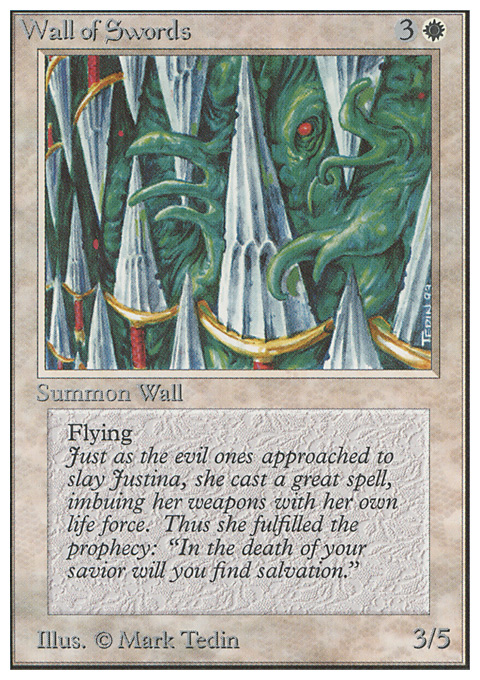 Wall of Swords 3
Summon Wall
Flying
Just as the evil ones approached to
slay Justina, she cast a great spell,
imbuing her weapons with her own
life force. Thus she fulfilled the
prophecy: “In the death of your
savior will you find salvation.”
TEDIN 93
Illus. © Mark Tedin 3/5